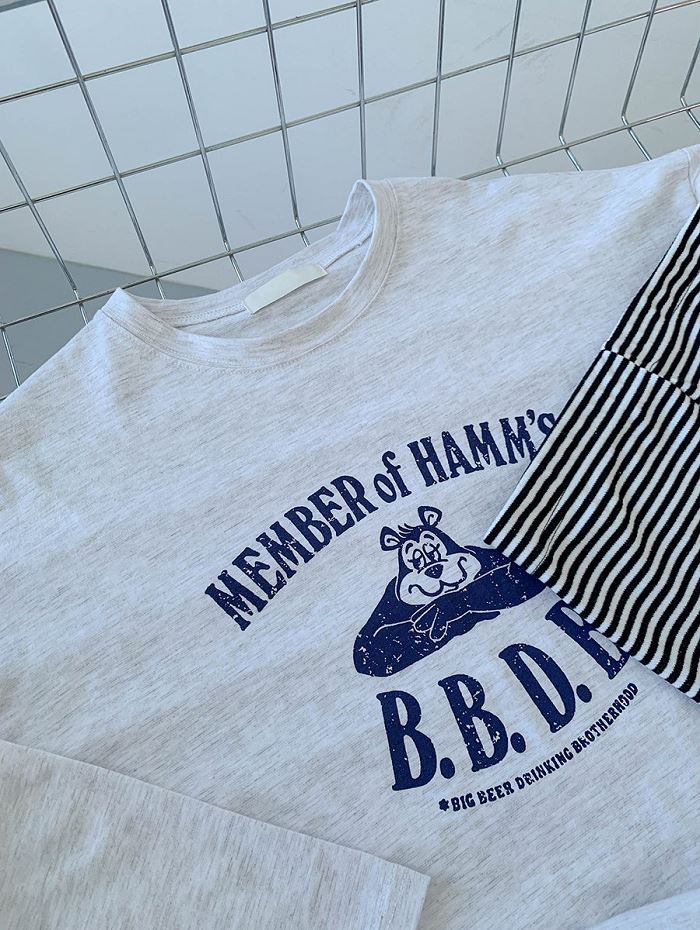 MEMBER of HAMM'S
B.B.D.B
*BIG BEER DRINKING BROTHERHOOD